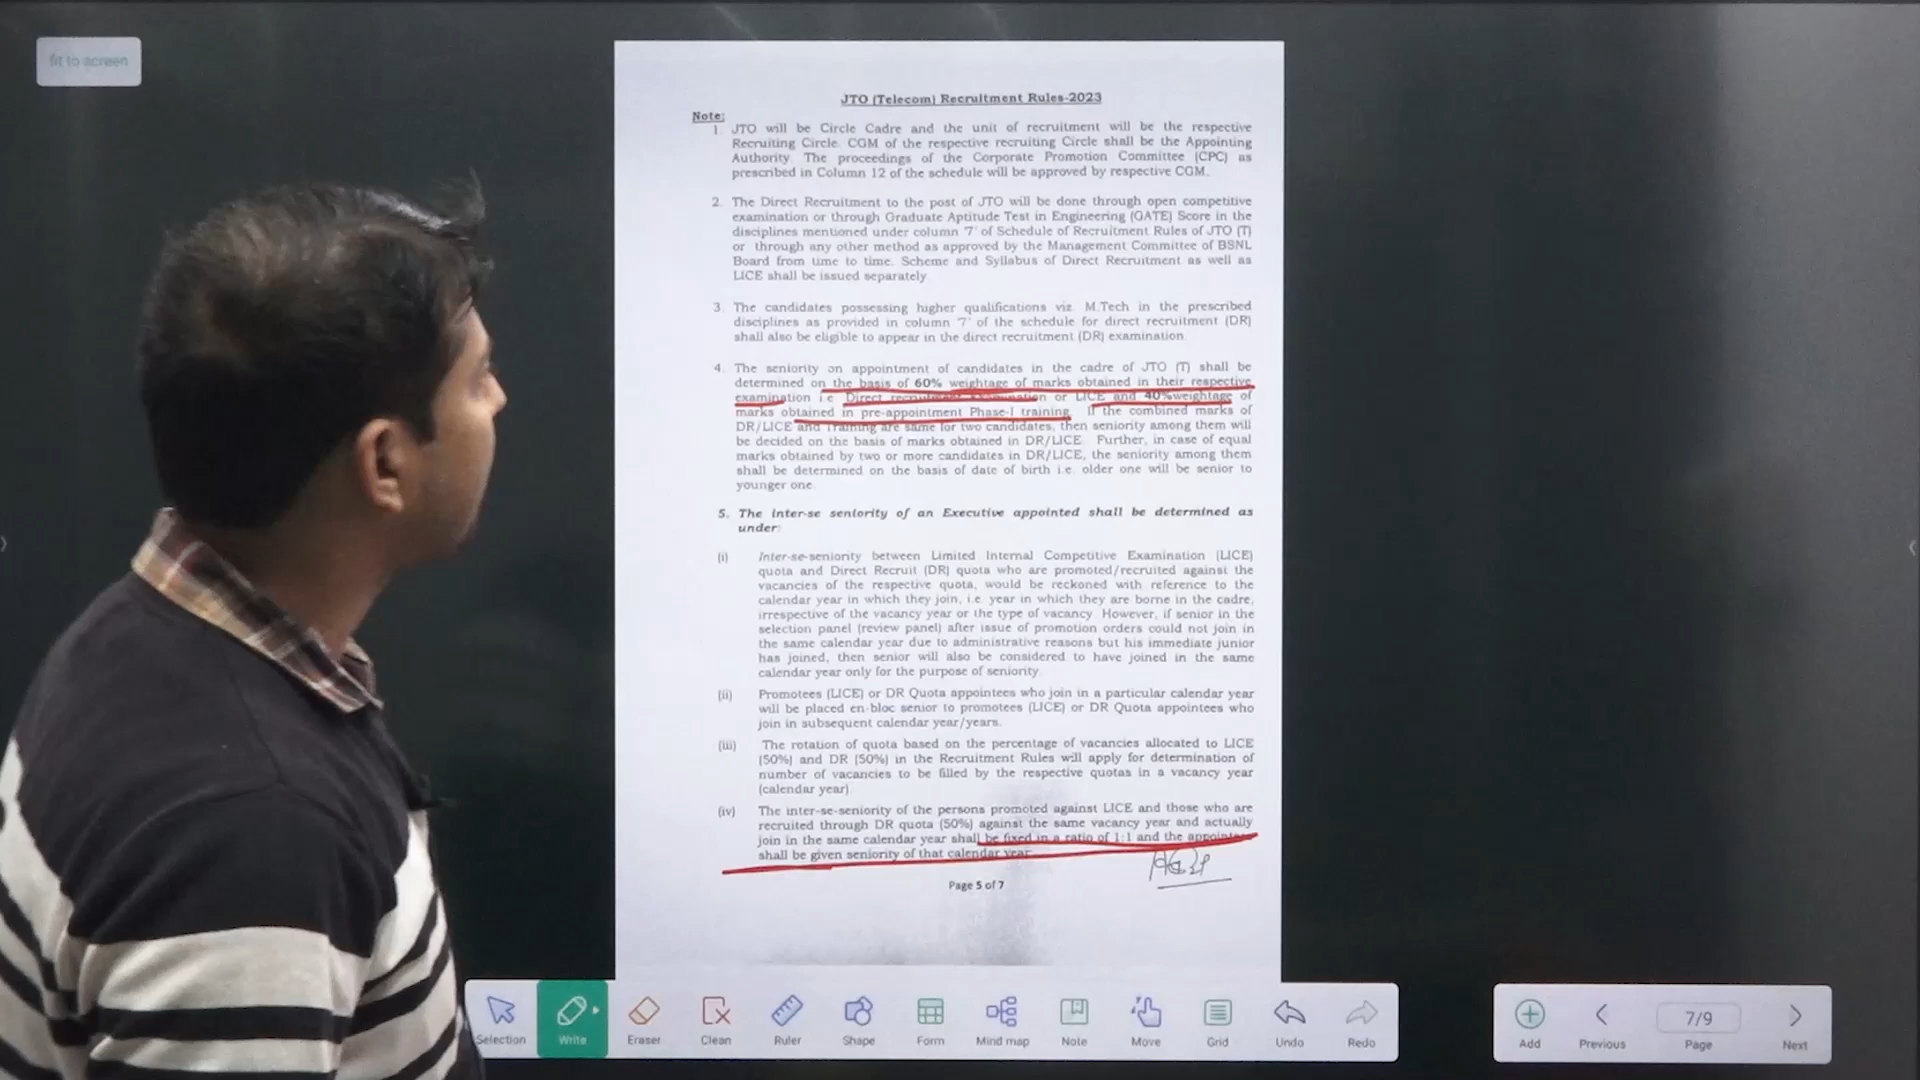 fit to screen
JTO (Telecom) Recruitment Rules-2023
Note:
1. JTO will be Circle Cadre and the unit of recruitment will be the respective
Recruiting Circle. CGM of the respective recruiting Circle shall be the Appointing
Authority. The proceedings of the Corporate Promotion Committee (CPC) as
prescribed in Column 12 of the schedule will be approved by respective CGM.
2. The Direct Recruitment to the post of JTO will be done through open competitive
examination or through Graduate Aptitude Test in Engineering (GATE) Score in the
disciplines mentioned under column '7' of Schedule of Recruitment Rules of JTO (T)
or through any other method as approved by the Management Committee of BSNL
Board from time to time. Scheme and Syllabus of Direct Recruitment as well as
LICE shall be issued separately
3. The candidates possessing higher qualifications viz. M.Tech in the prescribed
disciplines as provided in column '7' of the schedule for direct recruitment (DR)
shall also be eligible to appear in the direct recruitment (DR) examination.
4. The seniority on appointment of candidates in the cadre of JTO (T) shall be
determined on the basis of 60% weightage of marks obtained in their respective
examination i.e Direct recruitment examination or LICE and 40%weightage of
marks obtained in pre-appointment Phase-I training. If the combined marks of
DR/LICE and Training are same for two candidates, then seniority among them will
be decided on the basis of marks obtained in DR/LICE. Further, in case of equal
marks obtained by two or more candidates in DR/LICE, the seniority among them
shall be determined on the basis of date of birth i.e. older one will be senior to
younger one.
5. The inter-se seniority of an Executive appointed shall be determined as
under:
(i) Inter-se-seniority between Limited Internal Competitive Examination (LICE)
quota and Direct Recruit (DR) quota who are promoted/recruited against the
vacancies of the respective quota, would be reckoned with reference to the
calendar year in which they join, i.e. year in which they are borne in the cadre,
irrespective of the vacancy year or the type of vacancy. However, if senior in the
selection panel (review panel) after issue of promotion orders could not join in
the same calendar year due to administrative reasons but his immediate junior
has joined, then senior will also be considered to have joined in the same
calendar year only for the purpose of seniority.
(ii) Promotees (LICE) or DR Quota appointees who join in a particular calendar year
will be placed en-bloc senior to promotees (LICE) or DR Quota appointees who
join in subsequent calendar year/years.
(iii) The rotation of quota based on the percentage of vacancies allocated to LICE
(50%) and DR (50%) in the Recruitment Rules will apply for determination of
number of vacancies to be filled by the respective quotas in a vacancy year
(calendar year).
(iv) The inter-se-seniority of the persons promoted against LICE and those who are
recruited through DR quota (50%) against the same vacancy year and actually
join in the same calendar year shall be fixed in a ratio of 1:1 and the appointees
shall be given seniority of that calendar year.
Page 5 of 7
Selection Write Eraser Clean Ruler Shape Form Mind map Note Move Grid Undo Redo
Add Previous 7/9 Page Next